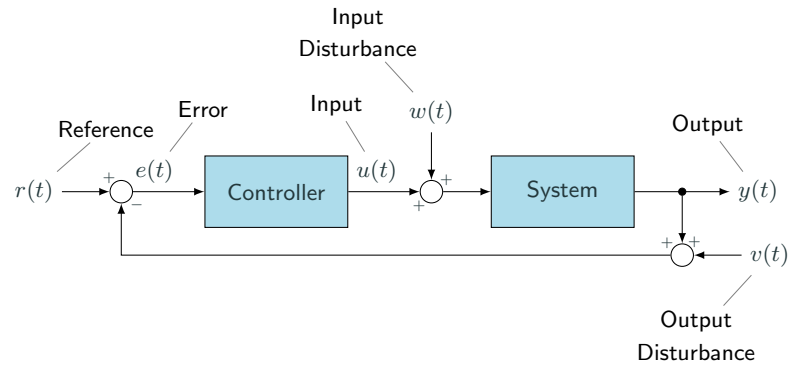 Input
Disturbance
Input
Error
w(t)
Reference
Output
+
e(t)
u(t)
+
r(t)
Controller
System
y(t)
−
+
+
+
v(t)
Output
Disturbance